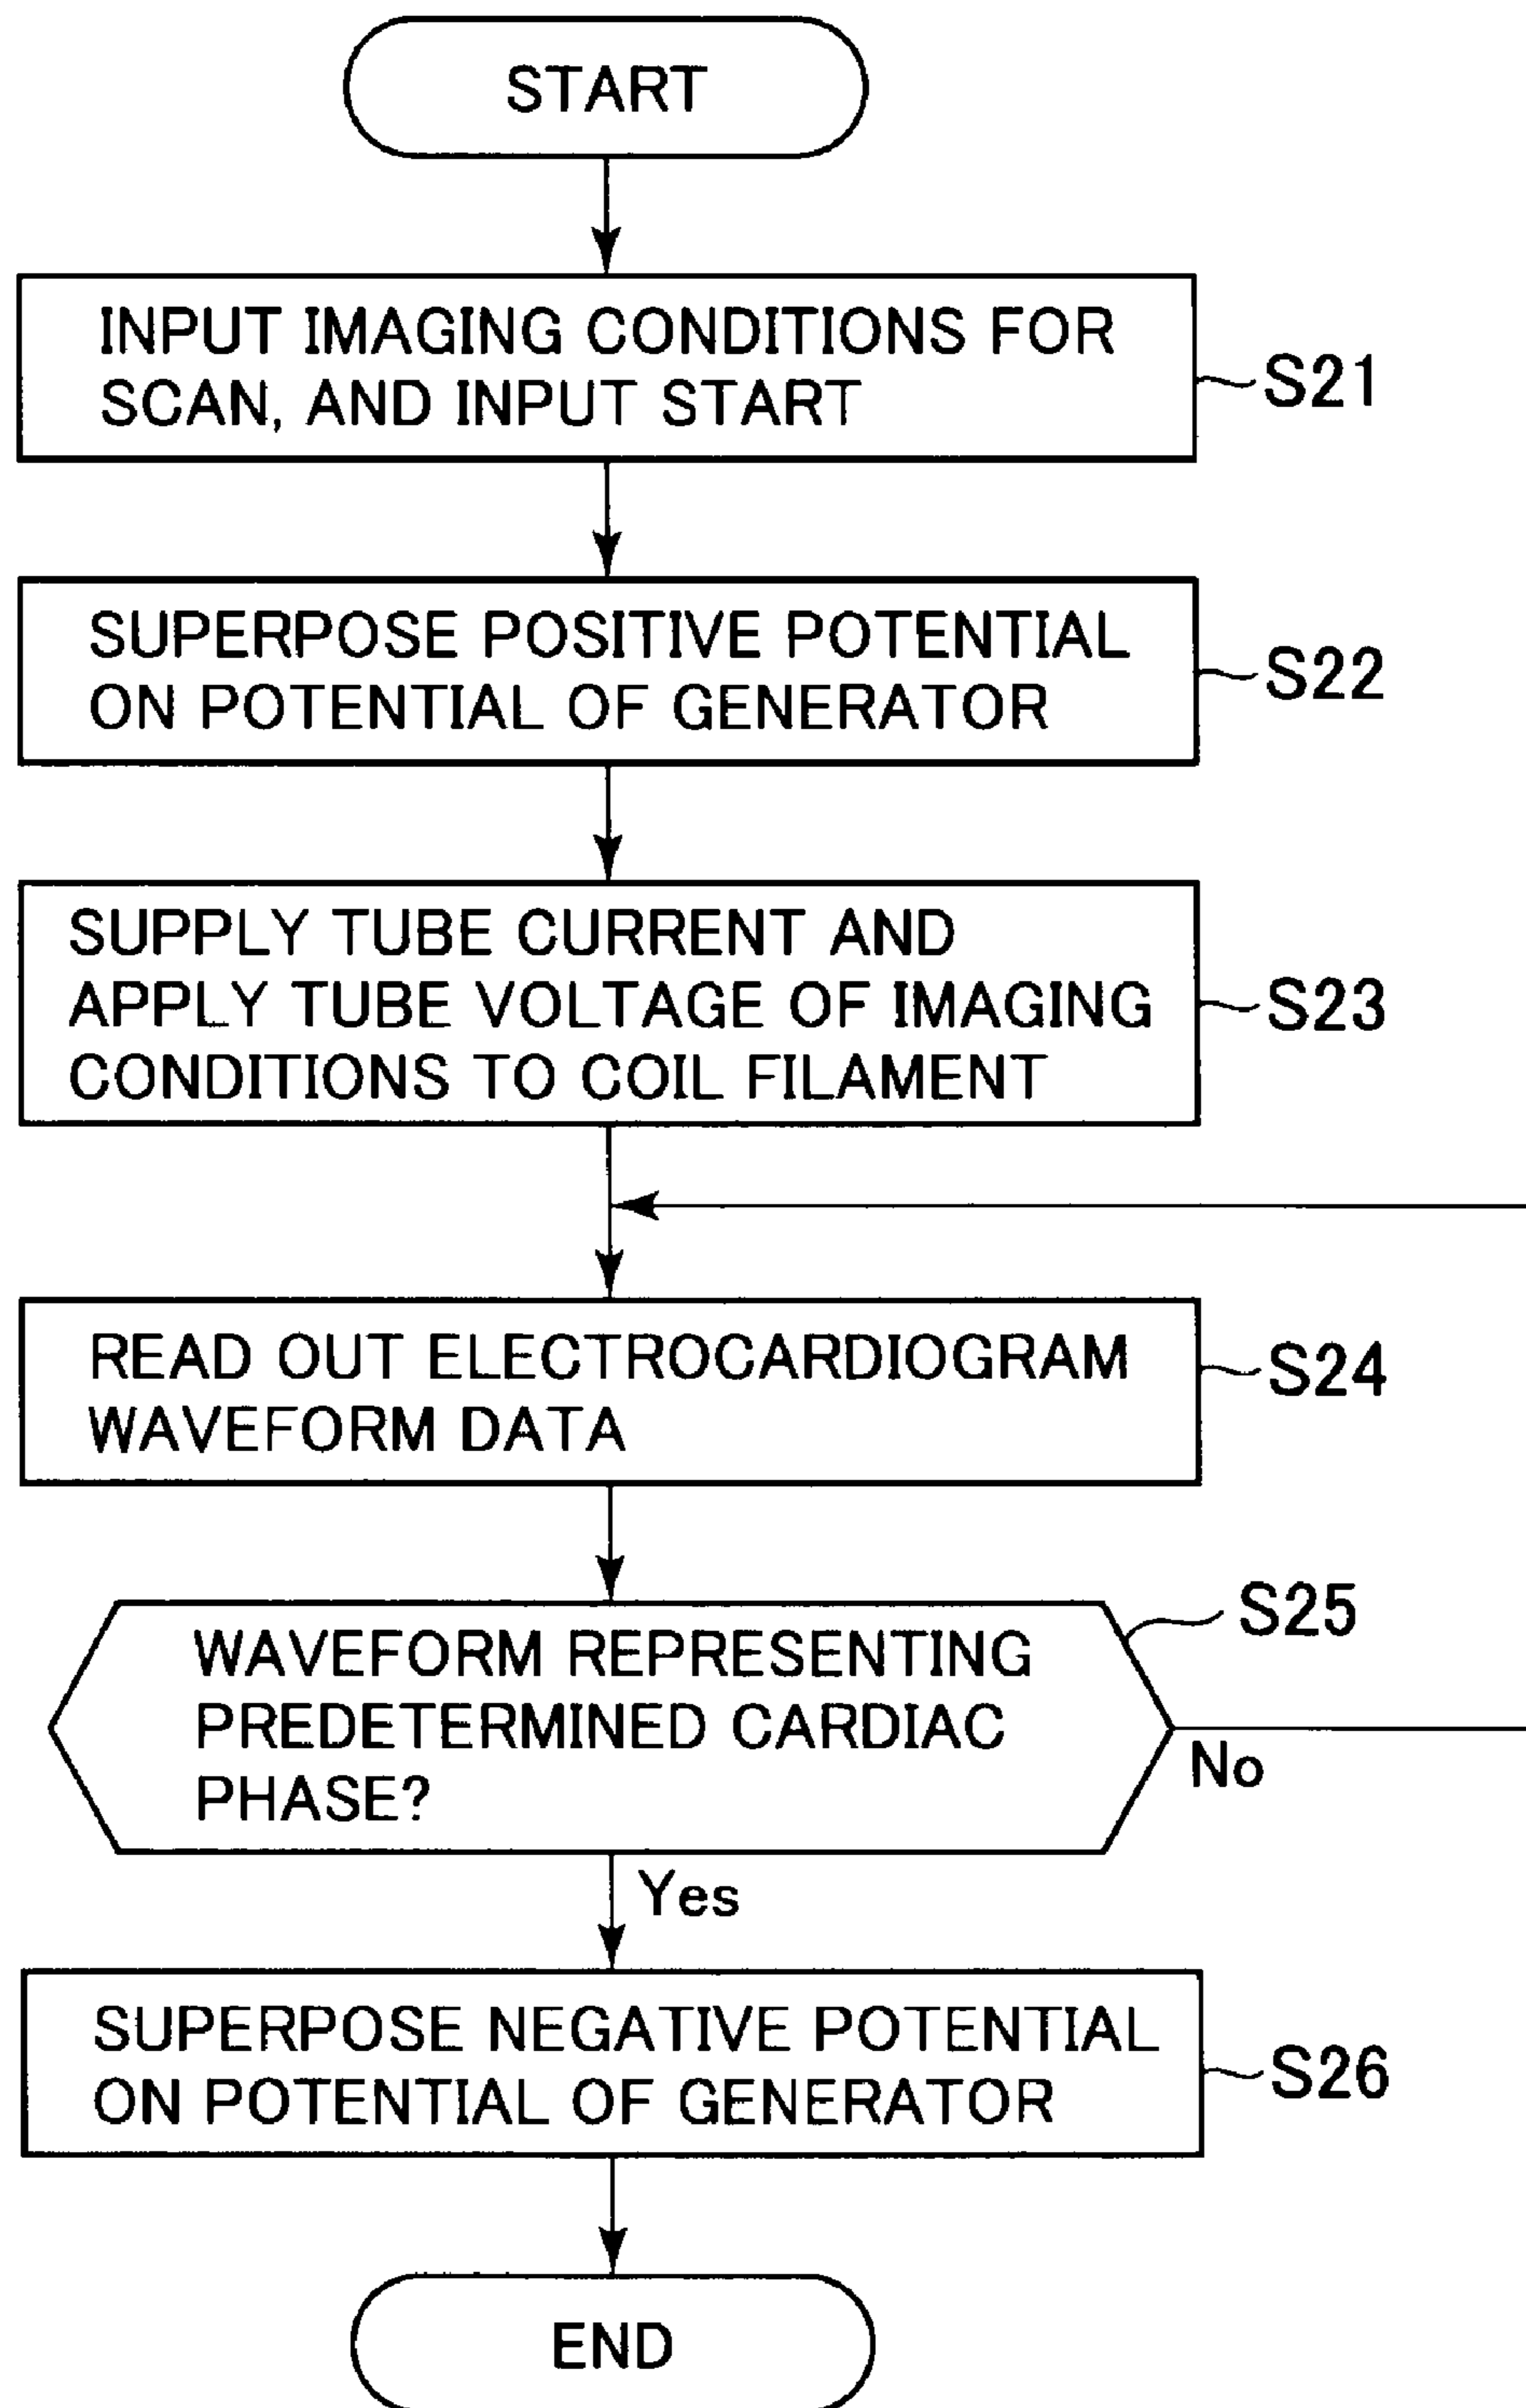 START
INPUT IMAGING CONDITIONS FOR
SCAN, AND INPUT START
S21
SUPERPOSE POSITIVE POTENTIAL
ON POTENTIAL OF GENERATOR
S22
SUPPLY TUBE CURRENT AND
APPLY TUBE VOLTAGE OF IMAGING
CONDITIONS TO COIL FILAMENT
S23
READ OUT ELECTROCARDIOGRAM
WAVEFORM DATA
S24
WAVEFORM REPRESENTING
PREDETERMINED CARDIAC
PHASE?
S25
No
Yes
SUPERPOSE NEGATIVE POTENTIAL
ON POTENTIAL OF GENERATOR
S26
END